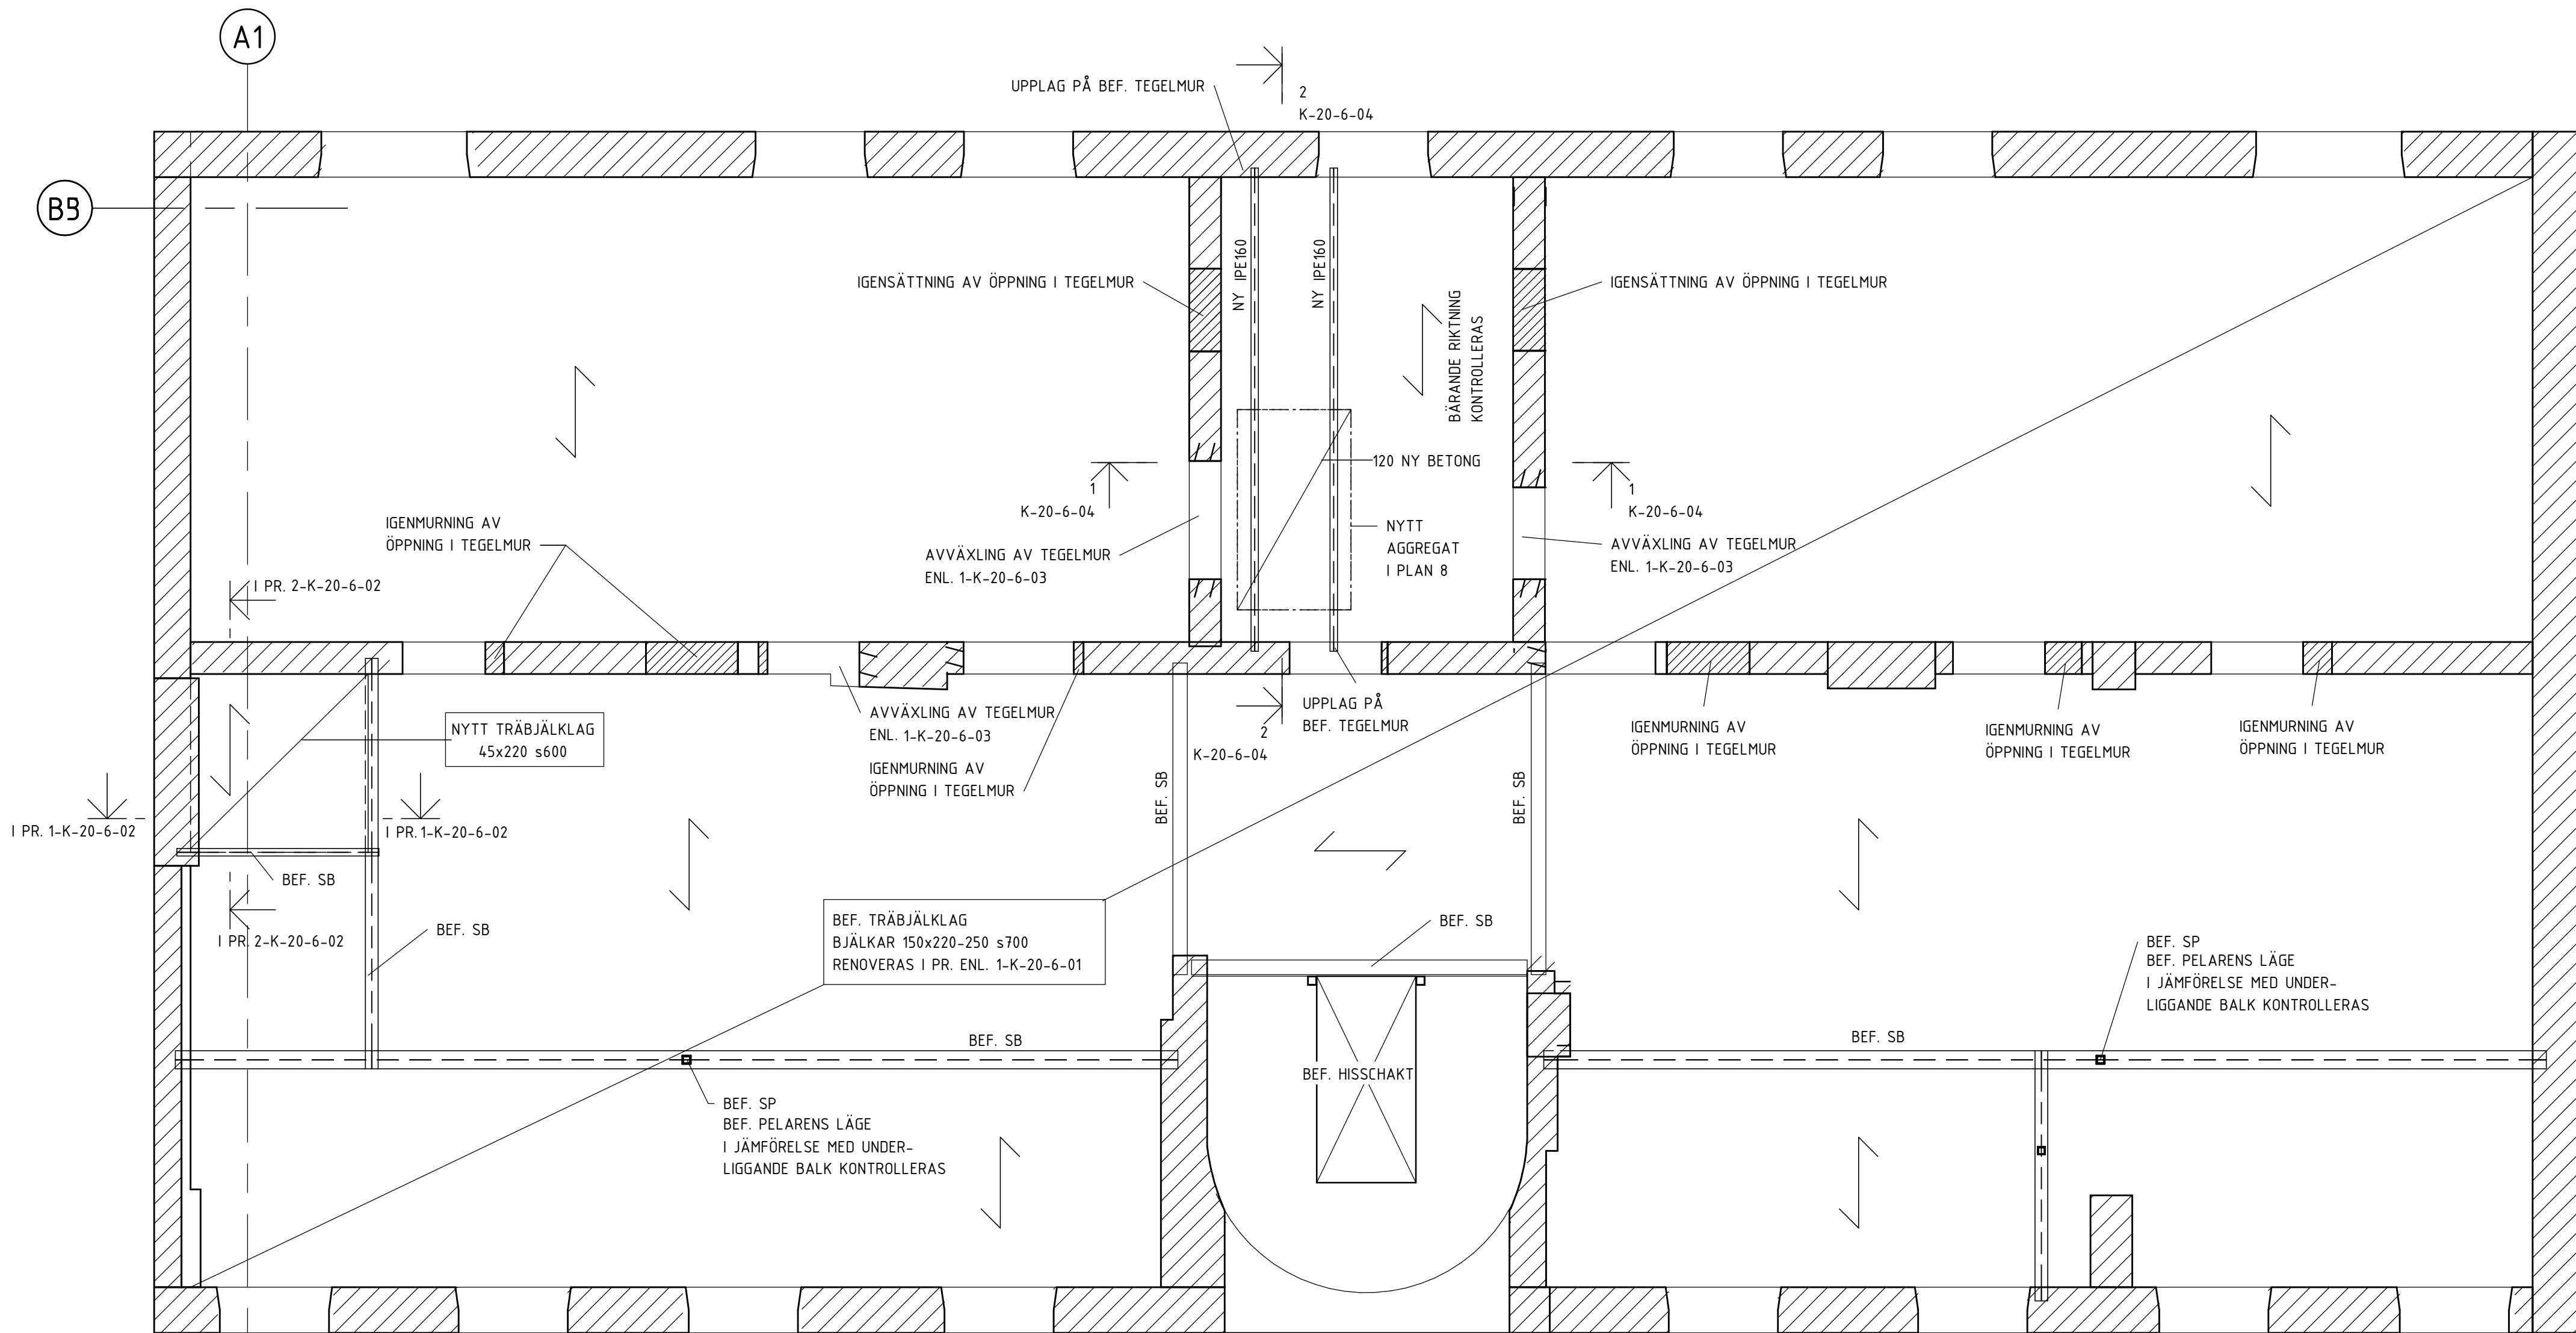 A1
UPPLAG PÅ BEF. TEGELMUR
2
K-20-6-04
IGENSÄTTNING AV ÖPPNING I TEGELMUR
NY IPE160
NY IPE160
BÄRANDE RIKTNING
KONTROLLERAS
IGENSÄTTNING AV ÖPPNING I TEGELMUR
120 NY BETONG
1
K-20-6-04
1
K-20-6-04
IGENMURNING AV
ÖPPNING I TEGELMUR
NYTT
AGGREGAT
I PLAN 8
AVVÄXLING AV TEGELMUR
ENL. 1-K-20-6-03
AVVÄXLING AV TEGELMUR
ENL. 1-K-20-6-03
I PR. 2-K-20-6-02
NYTT TRÄBJÄLKLAG
45x220 s600
AVVÄXLING AV TEGELMUR
ENL. 1-K-20-6-03
IGENMURNING AV
ÖPPNING I TEGELMUR
2
K-20-6-04
UPPLAG PÅ
BEF. TEGELMUR
IGENMURNING AV
ÖPPNING I TEGELMUR
IGENMURNING AV
ÖPPNING I TEGELMUR
IGENMURNING AV
ÖPPNING I TEGELMUR
BEF. SB
BEF. SB
I PR. 1-K-20-6-02
I PR. 1-K-20-6-02
BEF. SB
I PR. 2-K-20-6-02
BEF. SB
BEF. TRÄBJÄLKLAG
BJÄLKAR 150x220-250 s700
RENOVERAS I PR. ENL. 1-K-20-6-01
BEF. SB
BEF. SP
BEF. PELARENS LÄGE
I JÄMFÖRELSE MED UNDER-
LIGGANDE BALK KONTROLLERAS
BEF. SB
BEF. SB
BEF. HISSCHAKT
BEF. SP
BEF. PELARENS LÄGE
I JÄMFÖRELSE MED UNDER-
LIGGANDE BALK KONTROLLERAS